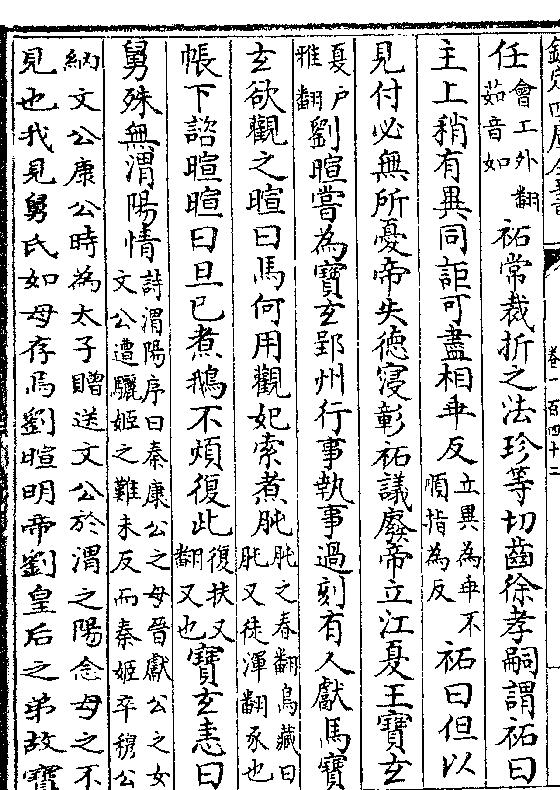 欽定四庫全書
卷一百四十二
任會工外翻茹音如祏常裁折之法珍等切齒徐孝嗣謂祏曰
主上稍有異同詎可盡相乖反立異為乖不順指為反祏曰但以
見付必無所憂帝失徳寖彰祏議廢帝立江夏王寳玄
夏户雅翻劉暄嘗為寳玄郢州行事執事過刻有人獻馬寳
玄欲觀之暄曰馬何用觀妃索煮肫肫之春翻鳥藏曰肫又徒渾翻豕也
帳下諮暄暄曰旦已煮鵝不煩復此復扶又翻又也寳玄恚曰
舅殊無渭陽情詩渭陽序曰秦康公之母晉獻公之女文公遭驪姬之難未反而秦姬卒穆公
納文公康公時為太子贈送文公於渭之陽念母之不
見也我見舅氏如母存焉劉暄明帝劉皇后之弟故寳